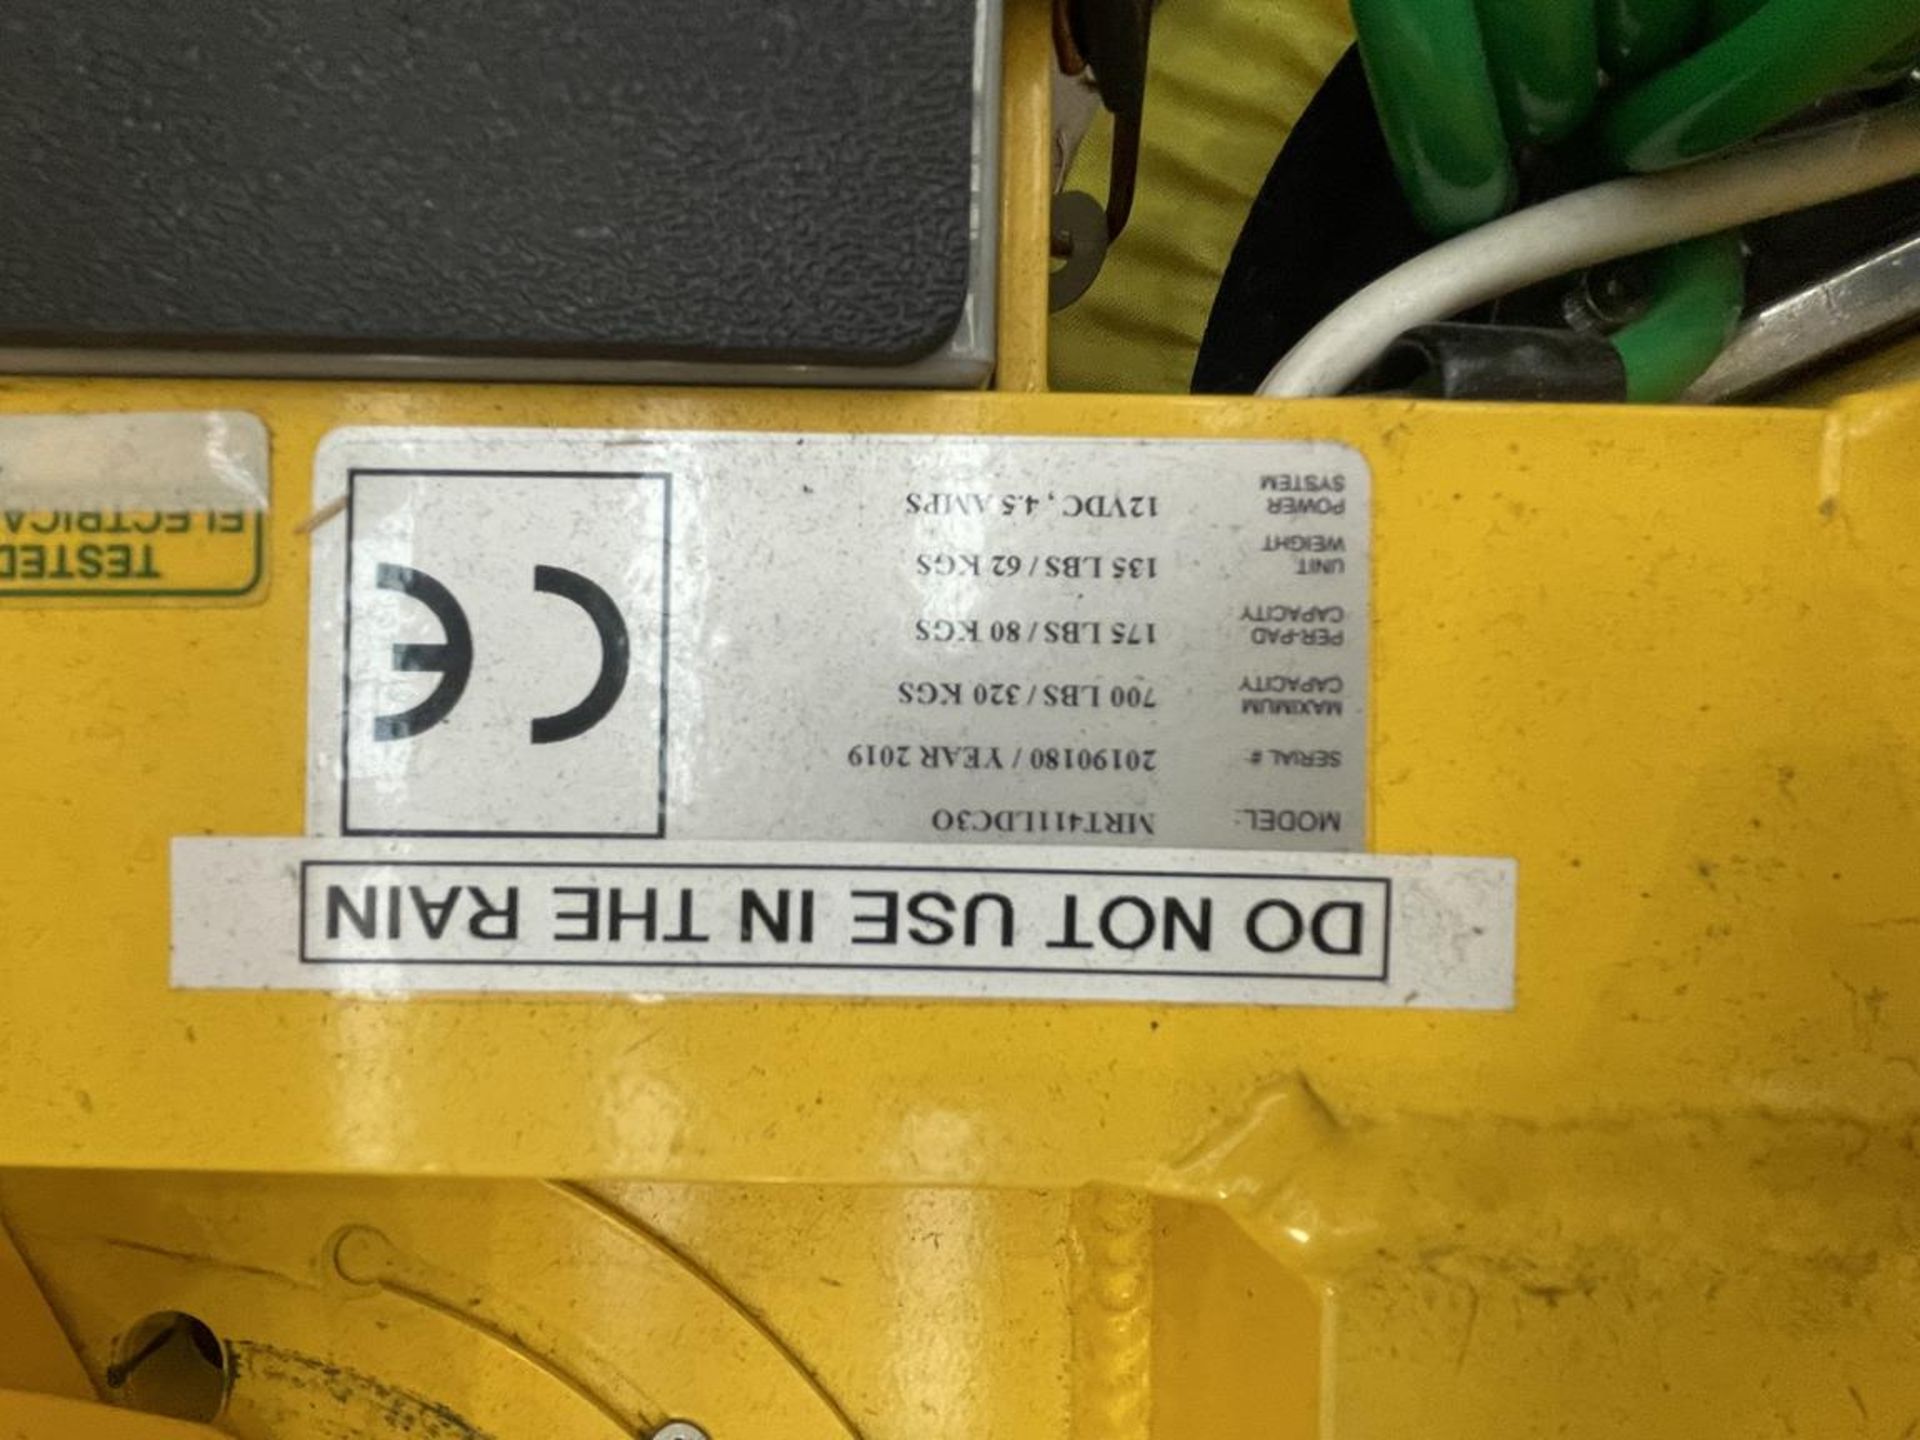 DO NOT USE IN THE RAIN
MODEL: MRT411LDC3O
SERIAL # 20190180 / YEAR 2019
MAXIMUM CAPACITY 700 LBS / 320 KGS
PER-PAD CAPACITY 175 LBS / 80 KGS
UNIT WEIGHT 135 LBS / 62 KGS
POWER SYSTEM 12VDC , 4.5 AMPS
CE
TESTED
ELECTRICA